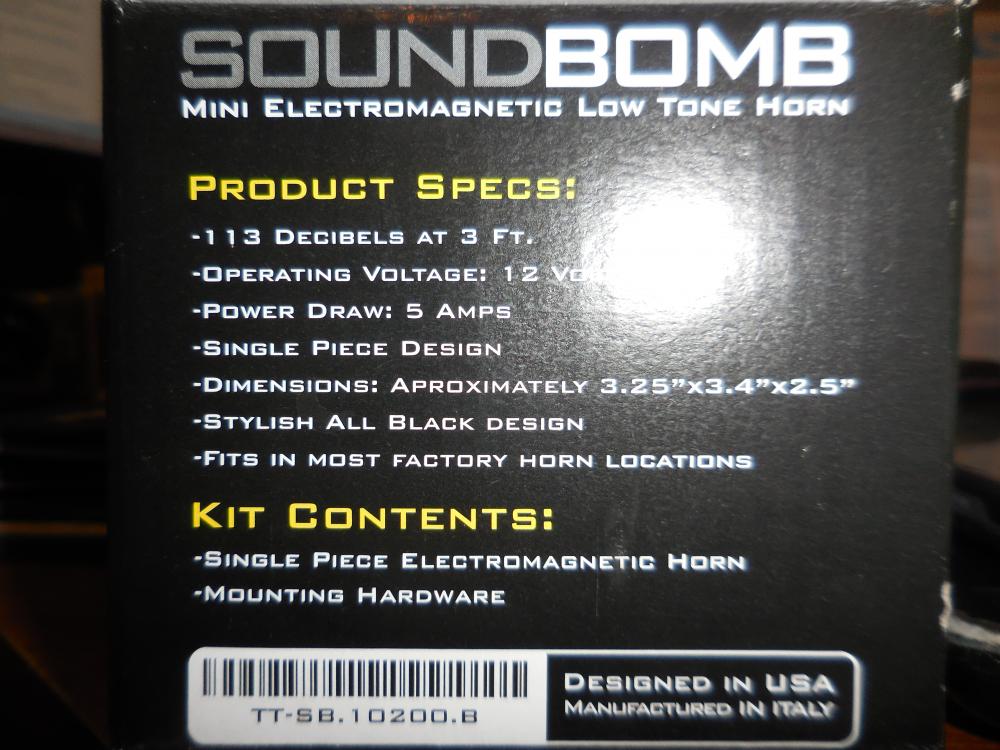 SOUNDBOMB
MINI ELECTROMAGNETIC LOW TONE HORN
PRODUCT SPECS:
-113 DECIBELS AT 3 FT.
-OPERATING VOLTAGE: 12
-POWER DRAW: 5 AMPS
-SINGLE PIECE DESIGN
-DIMENSIONS: APROXIMATELY 3.25”x3.4”x2.5”
-STYLISH ALL BLACK DESIGN
-FITS IN MOST FACTORY HORN LOCATIONS
KIT CONTENTS:
-SINGLE PIECE ELECTROMAGNETIC HORN
-MOUNTING HARDWARE
TT-SB.10200.B
DESIGNED IN USA
MANUFACTURED IN ITALY